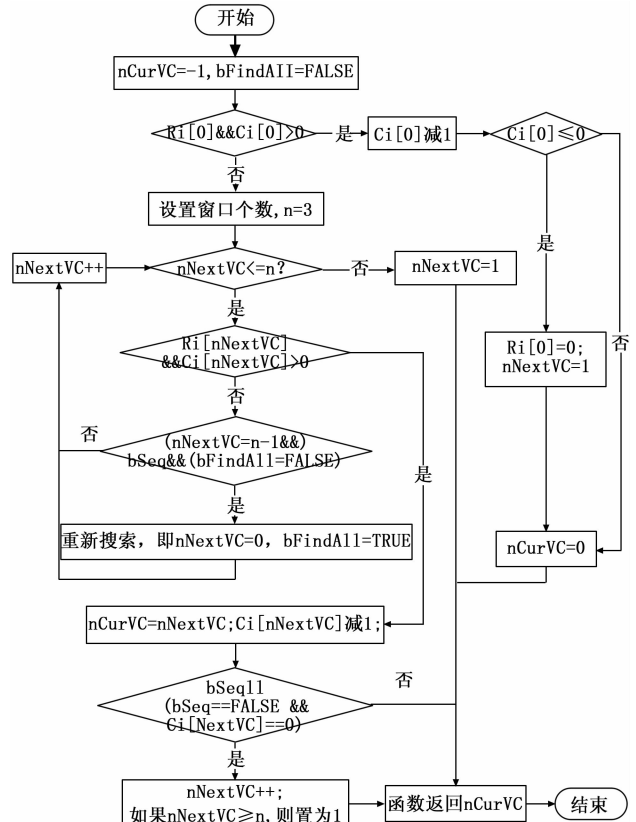 开始
nCurVC=-1,bFindAII=FALSE
Ri[0]&&Ci[0]>0
是
Ci[0]减1
Ci[0]≤0
否
设置窗口个数,n=3
是
nNextVC++
nNextVC<=n?
否
nNextVC=1
是
Ri[nNextVC]
&&Ci[nNextVC]>0
Ri[0]=0;
nNextVC=1
否
否
否
(nNextVC=n-1&&)
bSeq&&(bFindAll=FALSE)
是
是
重新搜索，即nNextVC=0，bFindAll=TRUE
nCurVC=0
nCurVC=nNextVC;Ci[nNextVC]减1;
bSeqll
(bSeq==FALSE &&
Ci[NextVC]==0)
否
是
nNextVC++;
如果nNextVC≥n,则置为1
函数返回nCurVC
结束